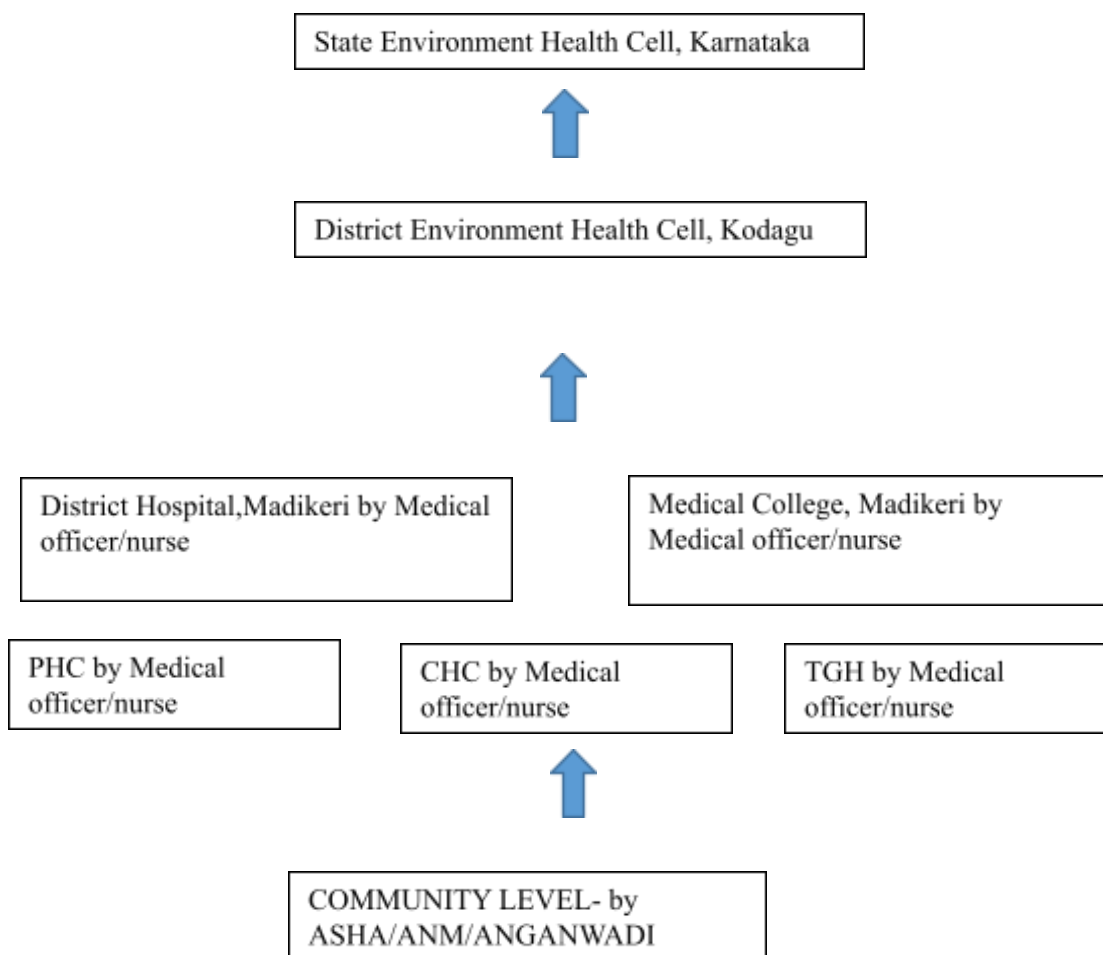 State Environment Health Cell, Karnataka
District Environment Health Cell, Kodagu
District Hospital,Madikeri by Medical
officer/nurse
Medical College, Madikeri by
Medical officer/nurse
PHC by Medical
officer/nurse
CHC by Medical
officer/nurse
TGH by Medical
officer/nurse
COMMUNITY LEVEL- by
ASHA/ANM/ANGANWADI